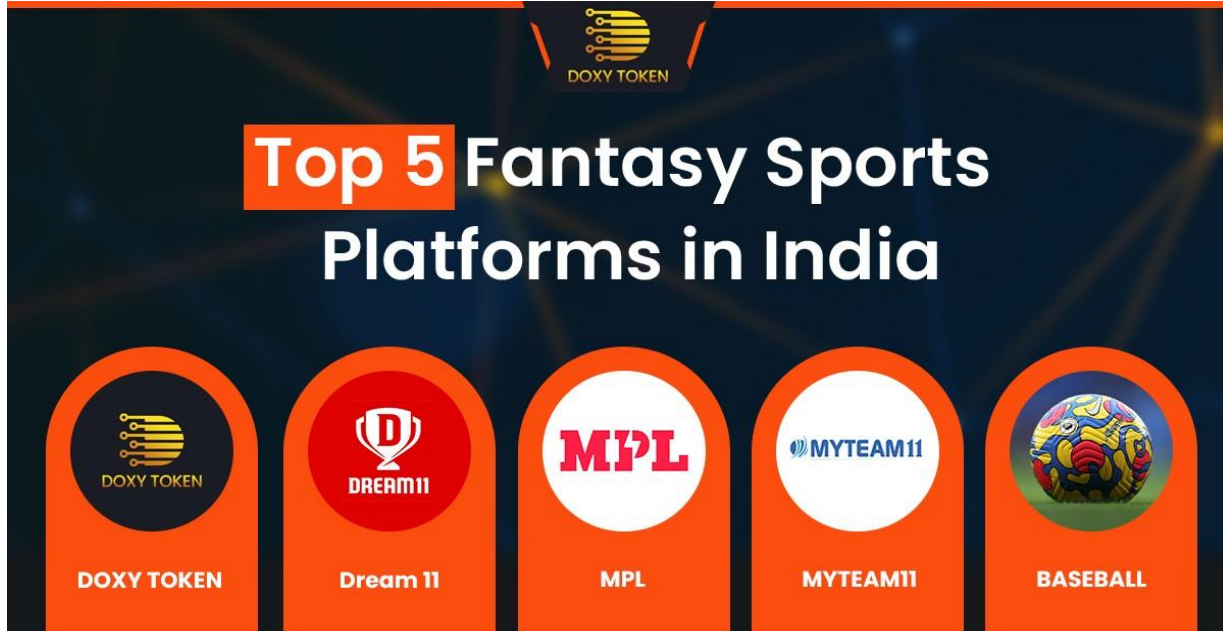 DOXY TOKEN
Top 5 Fantasy Sports
Platforms in India
DOXY TOKEN
DREAM11
MPL
MYTEAM11
DOXY TOKEN
Dream 11
MPL
MYTEAM11
BASEBALL